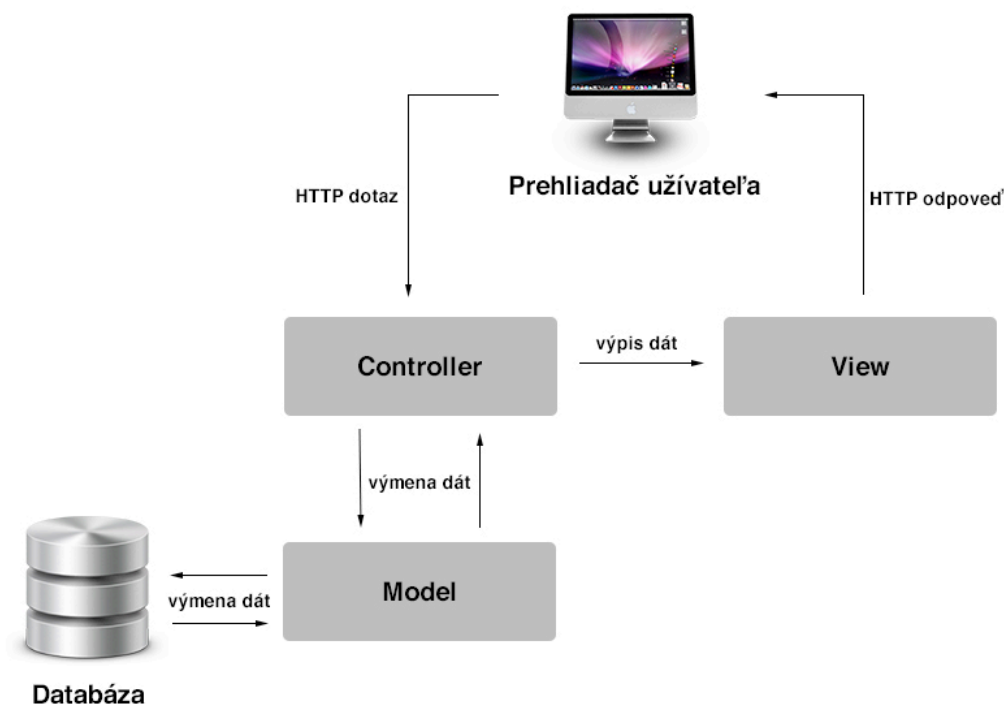 Prehliadač užívateľa
HTTP dotaz
HTTP odpoveď
Controller
výpis dát
View
výmena dát
Model
výmena dát
Databáza